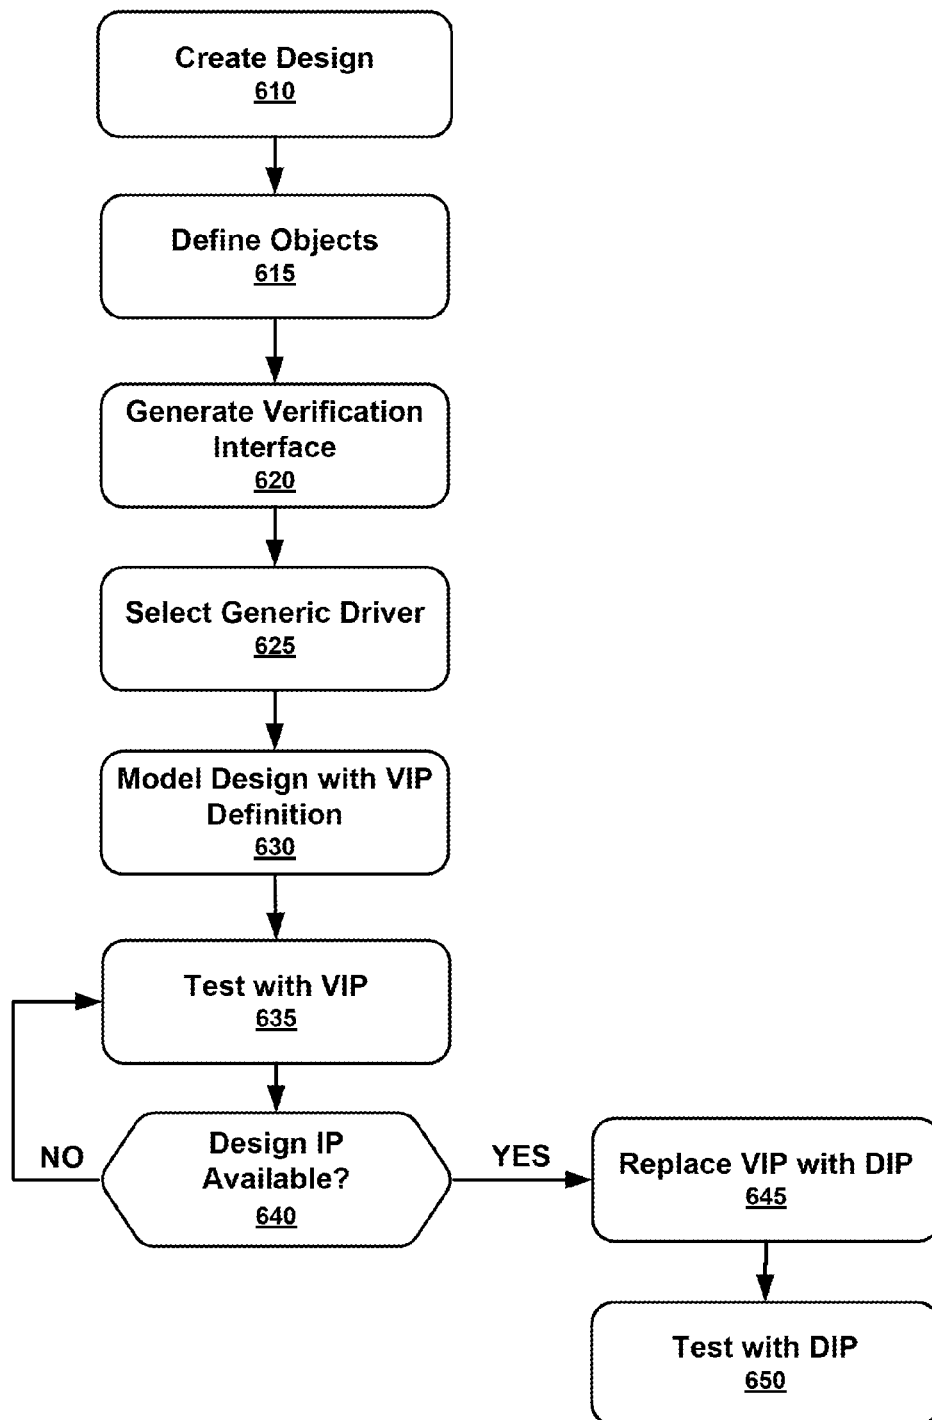 Create Design
610
Define Objects
615
Generate Verification
Interface
620
Select Generic Driver
625
Model Design with VIP
Definition
630
Test with VIP
635
Design IP
Available?
640
NO
YES
Replace VIP with DIP
645
Test with DIP
650